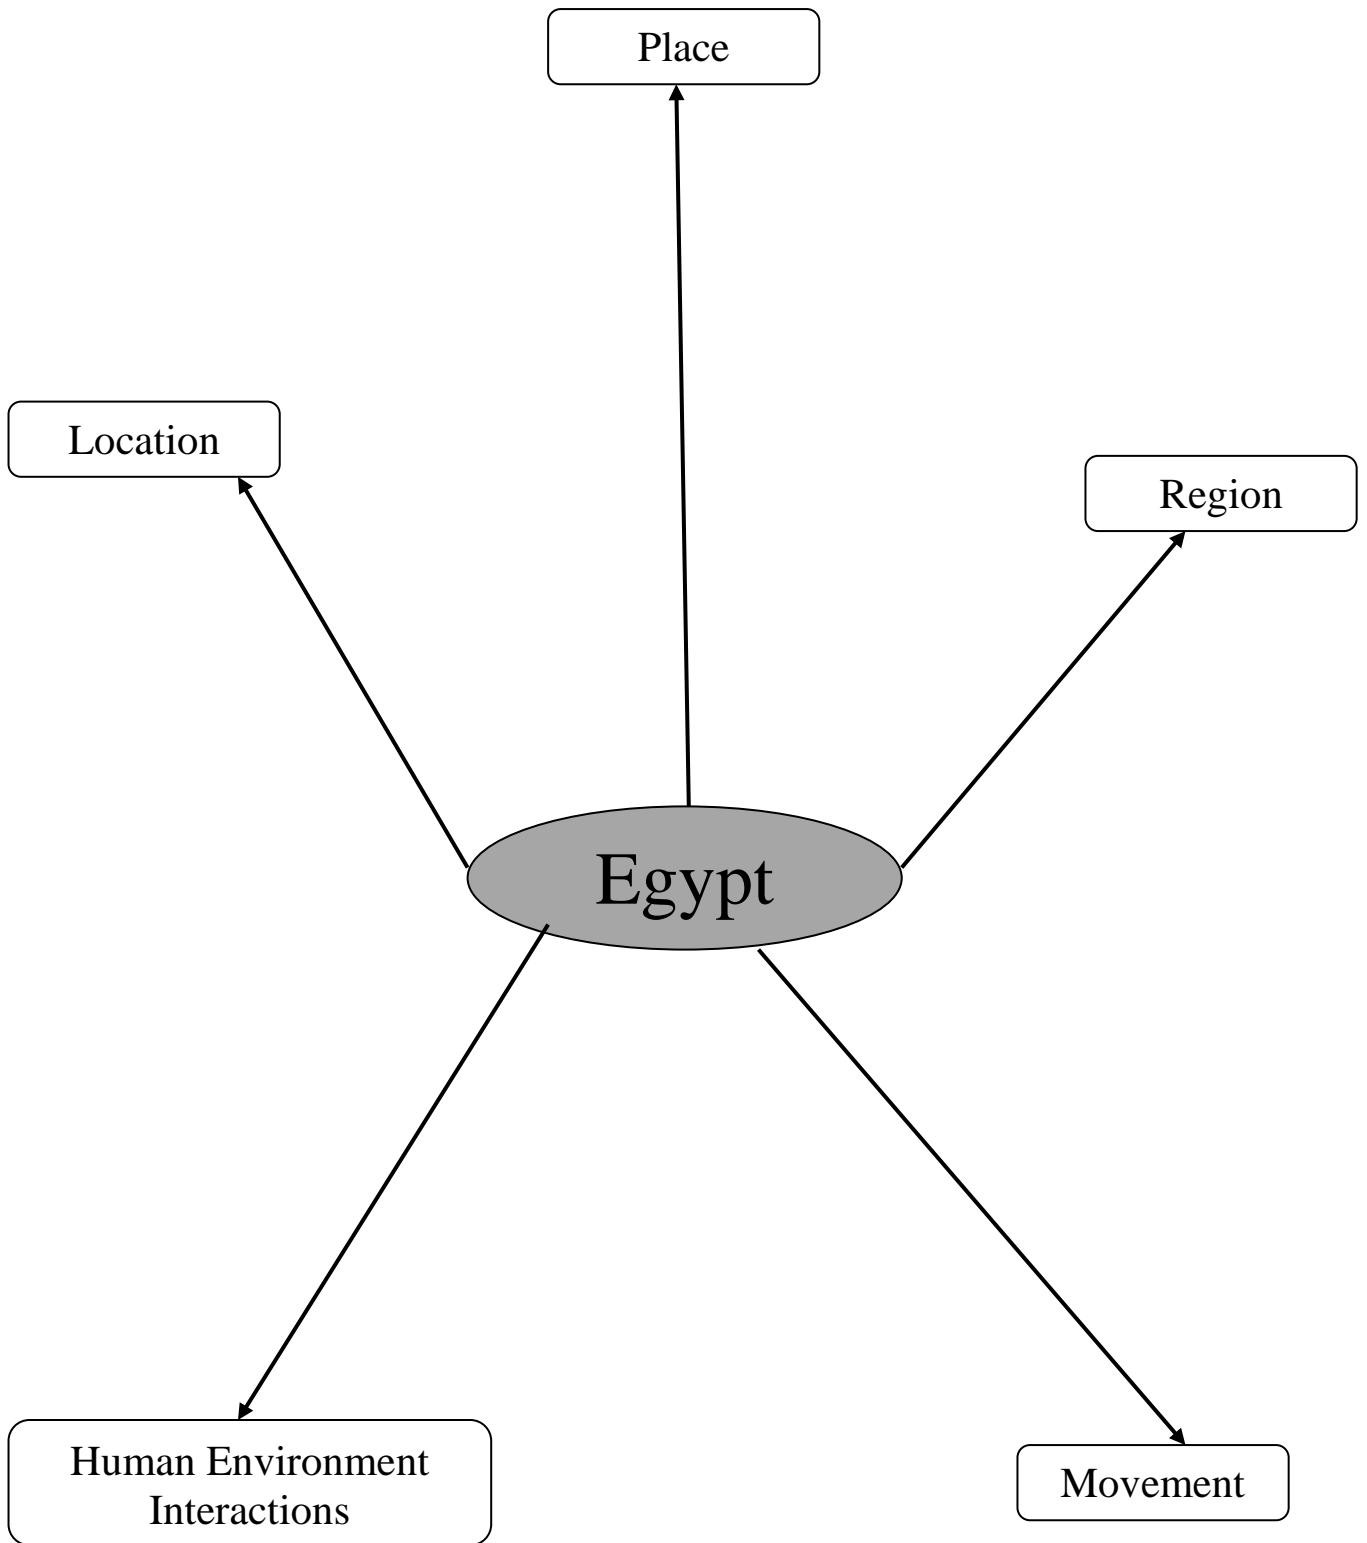 Place
Location
Region
Egypt
Human Environment
Interactions
Movement